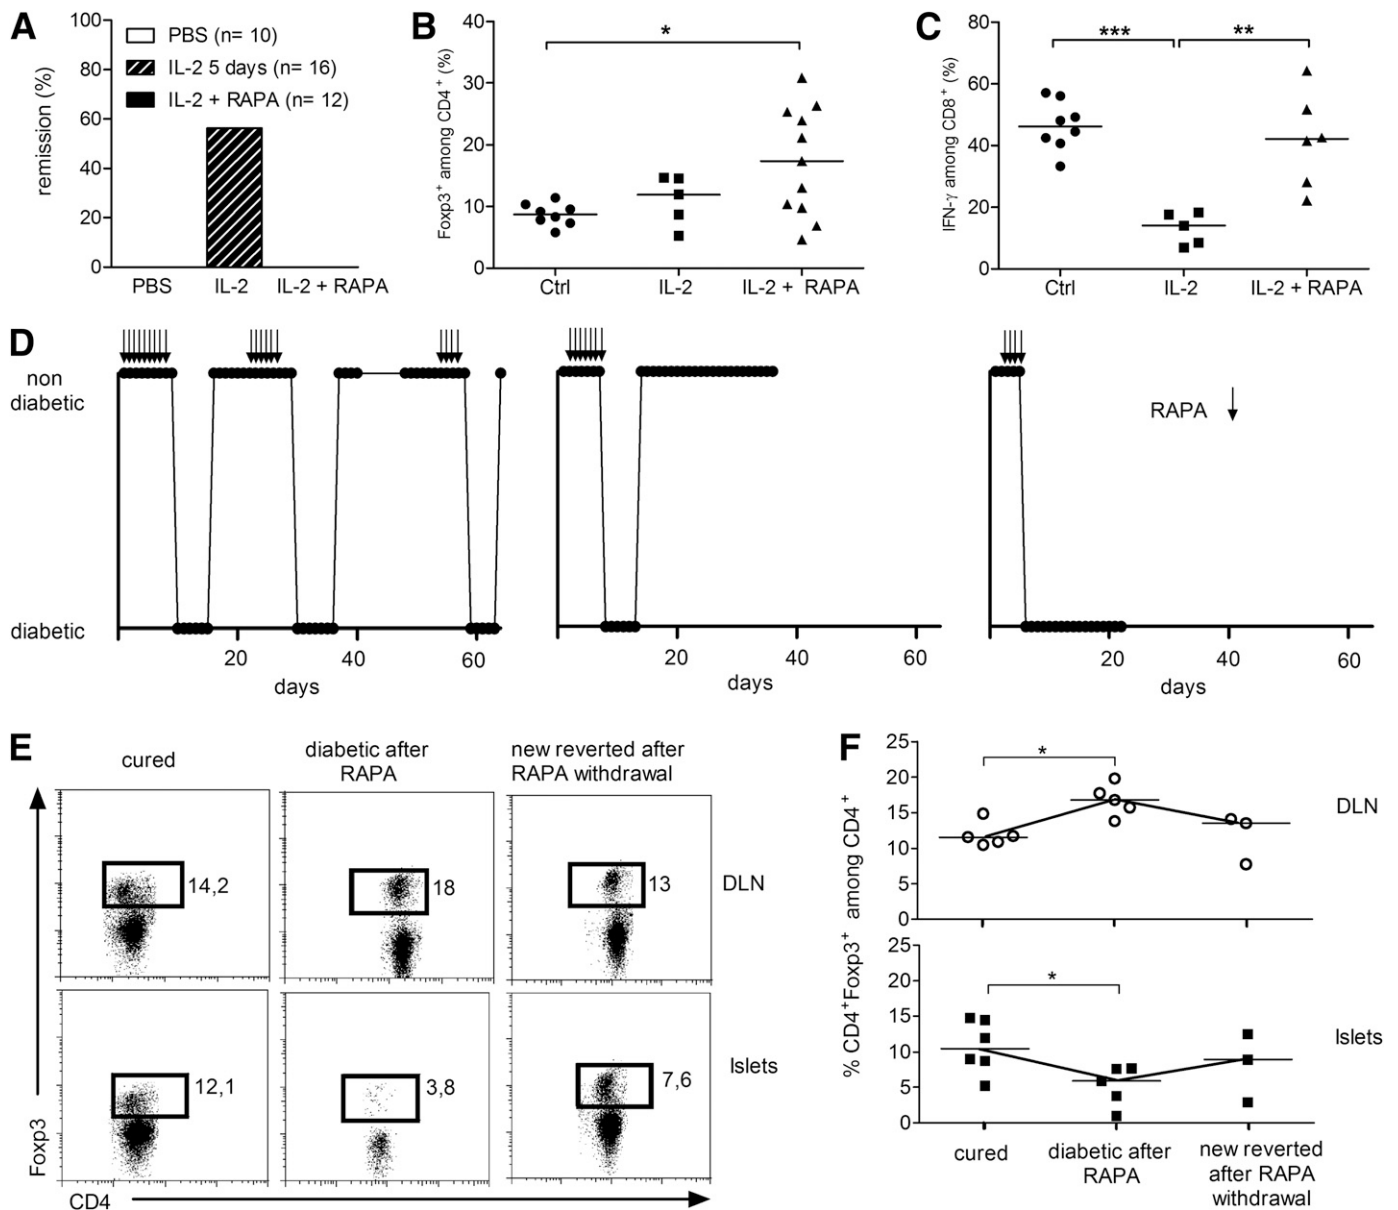 A
remission (%)
100
80
60
40
20
0
PBS (n= 10)
IL-2 5 days (n= 16)
IL-2 + RAPA (n= 12)
PBS
IL-2
IL-2 + RAPA
B
Foxp3+ among CD4+ (%)
40
30
20
10
0
*
Ctrl
IL-2
IL-2 + RAPA
C
IFN-γ among CD8+ (%)
80
60
40
20
0
***
**
Ctrl
IL-2
IL-2 + RAPA
D
non
diabetic
diabetic
20
40
60
days
20
40
60
days
RAPA
20
40
60
days
E
cured
diabetic after
RAPA
new reverted after
RAPA withdrawal
14,2
18
13
DLN
12,1
3,8
7,6
Islets
Foxp3
CD4
F
% CD4+Foxp3+ among CD4+
25
20
15
10
5
0
*
DLN
25
20
15
10
5
0
*
Islets
cured
diabetic after
RAPA
new reverted
after RAPA
withdrawal